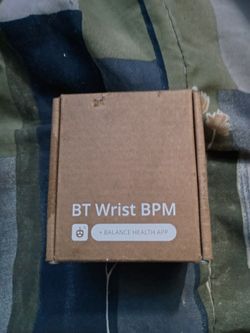 BT Wrist BPM
+ BALANCE HEALTH APP